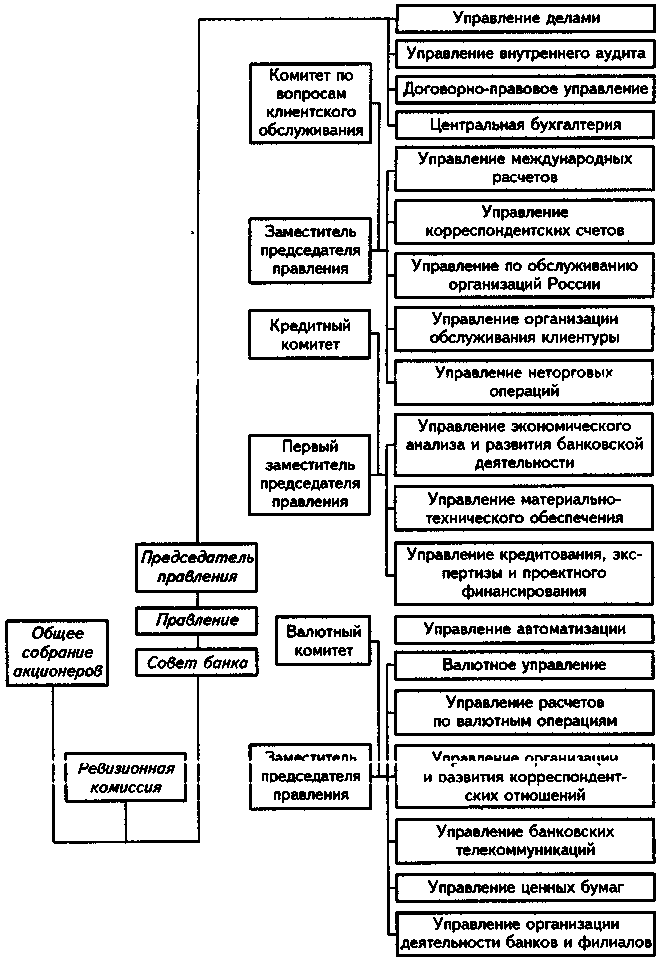 Управление делами
Управление внутреннего аудита
Договорно-правовое управление
Центральная бухгалтерия
Комитет по
вопросам
клиентского
обслуживания
Управление международных
расчетов
Управление
корреспондентских счетов
Заместитель
председателя
правления
Управление по обслуживанию
организаций России
Кредитный
комитет
Управление организации
обслуживания клиентуры
Управление неторговых
операций
Первый
заместитель
председателя
правления
Управление экономического
анализа и развития банковской
деятельности
Управление материально-
технического обеспечения
Управление кредитования, экс-
пертизы и проектного
финансирования
Председатель
правления
Правление
Совет банка
Общее
собрание
акционеров
Ревизионная
комиссия
Валютный
комитет
Управление автоматизации
Валютное управление
Управление расчетов
по валютным операциям
Заместитель
председателя
правления
Управление организации
и развития корреспондент-
ских отношений
Управление банковских
телекоммуникаций
Управление ценных бумаг
Управление организации
деятельности банков и филиалов